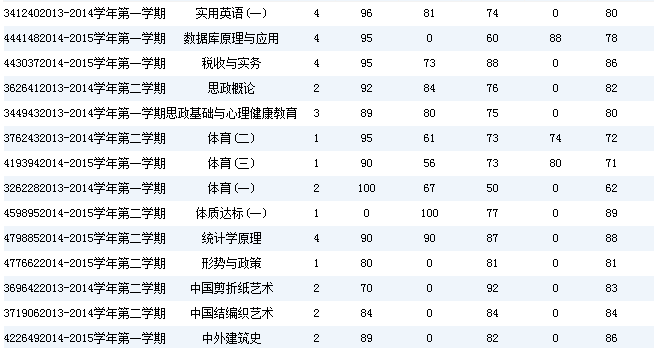 3412402013-2014学年第一学期 实用英语(一) 4 96 81 74 0 80
4441482014-2015学年第一学期 数据库原理与应用 4 95 0 60 88 78
4430372014-2015学年第一学期 税收与实务 4 95 73 88 0 86
3626412013-2014学年第二学期 思政概论 2 92 84 76 0 82
3449432013-2014学年第一学期 思政基础与心理健康教育 3 89 80 75 0 80
3762432013-2014学年第二学期 体育(二) 1 95 61 73 74 72
4193942014-2015学年第一学期 体育(三) 1 90 56 73 80 71
3262282013-2014学年第一学期 体育(一) 2 100 67 50 0 62
4598952014-2015学年第二学期 体质达标(一) 1 0 100 77 0 89
4798852014-2015学年第二学期 统计学原理 4 90 90 87 0 88
4776622014-2015学年第二学期 形势与政策 1 80 0 81 0 81
3696422013-2014学年第二学期 中国剪折纸艺术 2 70 0 92 0 83
3719062013-2014学年第二学期 中国结编织艺术 2 84 0 84 0 84
4226492014-2015学年第一学期 中外建筑史 2 89 0 82 0 86